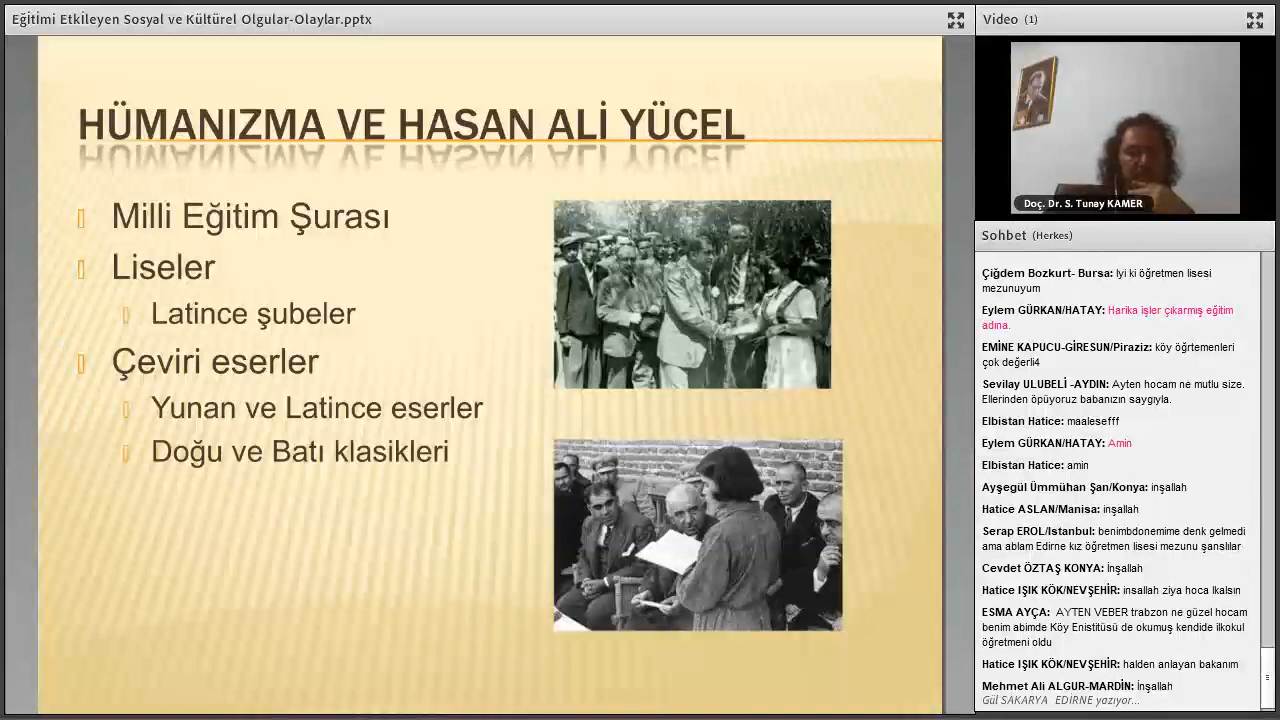 Eğitimi Etkileyen Sosyal ve Kültürel Olgular-Olaylar.pptx
HÜMANIZMA VE HASAN ALİ YÜCEL
Milli Eğitim Şurası
Liseler
Latince şubeler
Çeviri eserler
Yunan ve Latince eserler
Doğu ve Batı klasikleri
Video (1)
Doç. Dr. S. Tunay KAMER
Sohbet (Herkes)
Çiğdem Bozkurt- Bursa: Iyi ki öğretmen lisesi
mezunuyum
Eylem GÜRKAN/HATAY: Harika işler çıkarmış eğitim
adına.
EMİNE KAPUCU-GİRESUN/Piraziz: köy öğrtemenleri
çok değerli4
Sevilay ULUBELİ -AYDIN: Ayten hocam ne mutlu size.
Ellerinden öpüyoruz babanızın saygıyla.
Elbistan Hatice: maalesefff
Eylem GÜRKAN/HATAY: Amin
Elbistan Hatice: amin
Ayşegül Ümmühan Şan/Konya: inşallah
Hatice ASLAN/Manisa: inşallah
Serap EROL/Istanbul: benimbdonemime denk gelmedi
ama ablam Edirne kız öğretmen lisesi mezunu şanslılar
Cevdet ÖZTAŞ KONYA: İnşallah
Hatice IŞIK KÖK/NEVŞEHİR: insallah ziya hoca lkalsın
ESMA AYÇA: AYTEN VEBER trabzon ne güzel hocam
benim abimde Köy Enistitüsü de okumuş kendide ilkokul
öğretmeni oldu
Hatice IŞIK KÖK/NEVŞEHİR: halden anlayan bakanım
Mehmet Ali ALGUR-MARDİN: İnşallah
Gül SAKARYA EDİRNE yazıyor...